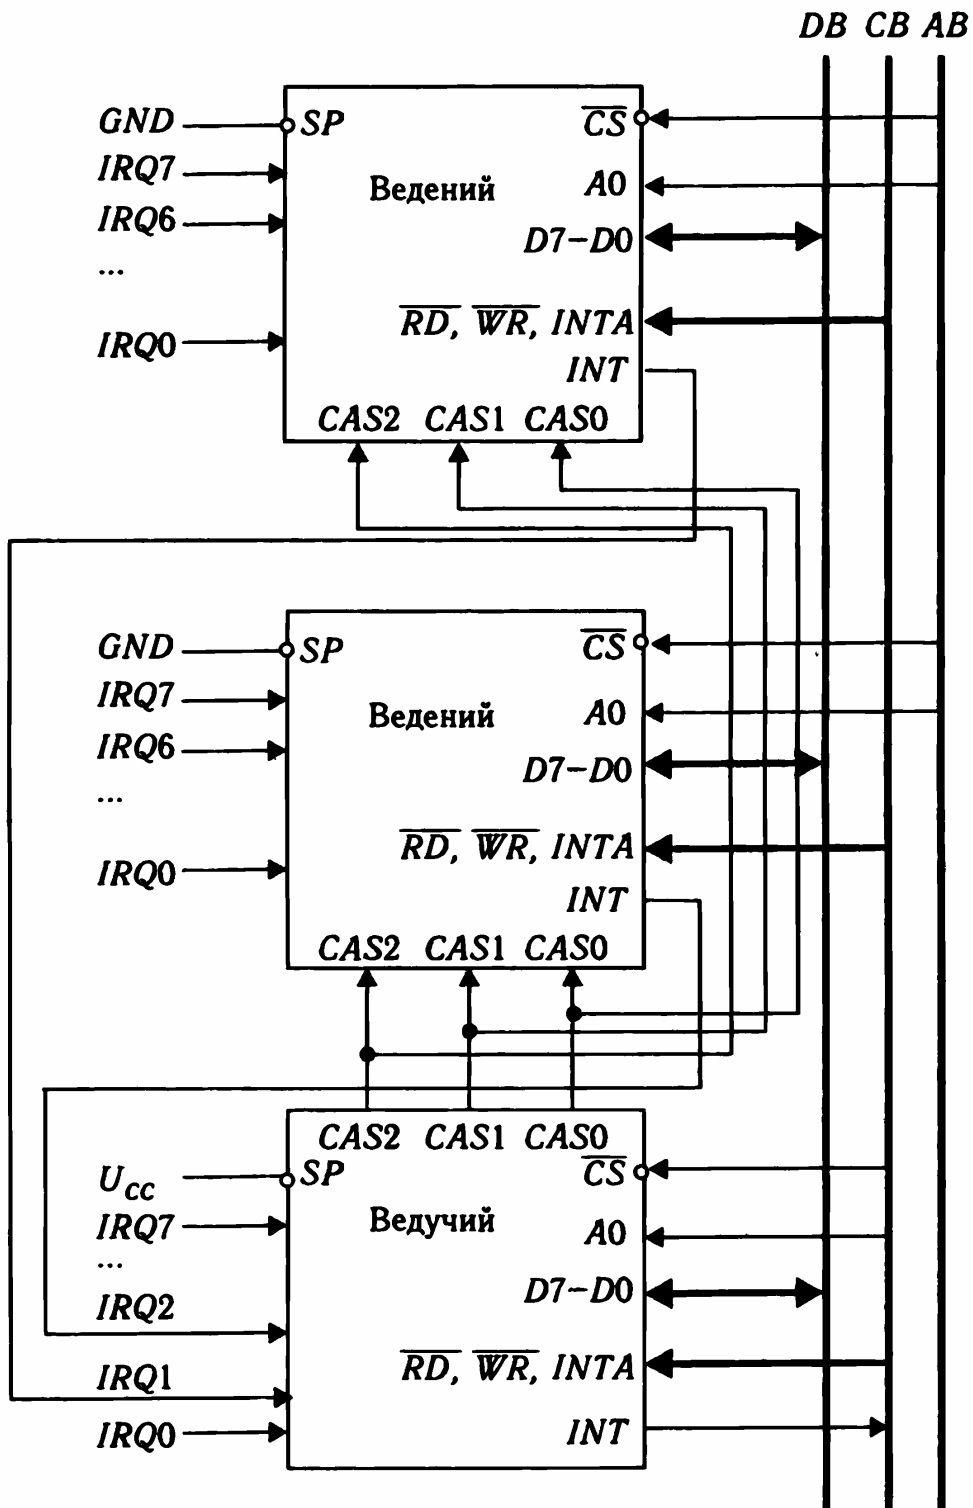 DB CB AB
GND SP CS
IRQ7 Ведений A0
IRQ6 D7–D0
...
IRQ0 RD, WR, INTA
INT
CAS2 CAS1 CAS0
GND SP CS
IRQ7 Ведений A0
IRQ6 D7–D0
...
IRQ0 RD, WR, INTA
INT
CAS2 CAS1 CAS0
CAS2 CAS1 CAS0
UCC SP CS
IRQ7 Ведучий A0
...
IRQ2 D7–D0
IRQ1 RD, WR, INTA
IRQ0 INT